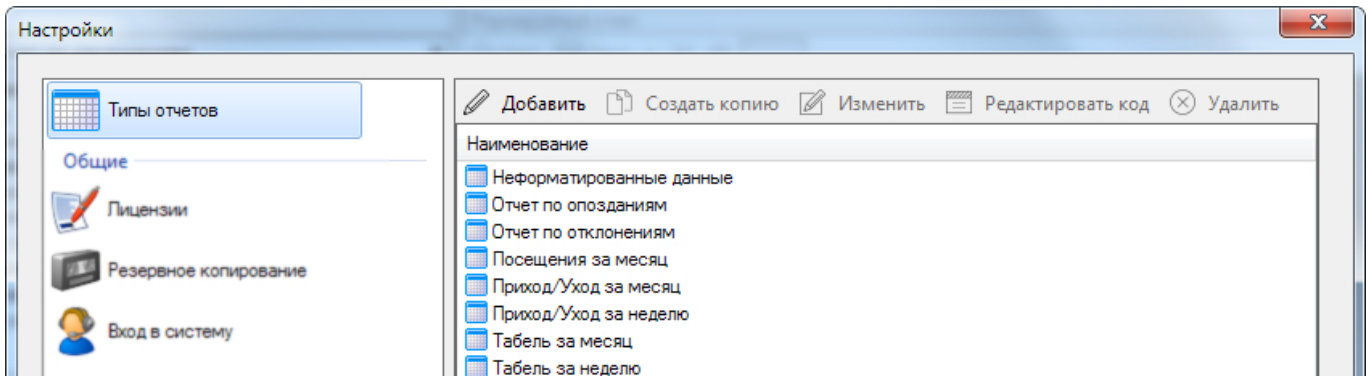 Настройки
Типы отчетов
Общие
Лицензии
Резервное копирование
Вход в систему
Добавить Создать копию Изменить Редактировать код Удалить
Наименование
Неформатированные данные
Отчет по опозданиям
Отчет по отклонениям
Посещения за месяц
Приход/Уход за месяц
Приход/Уход за неделю
Табель за месяц
Табель за неделю